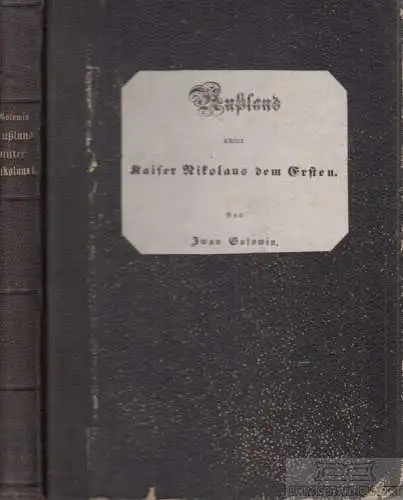 Golowin
Rußland
unter
Nikolaus I.
Rußland
unter
Kaiser Nikolaus dem Ersten.
Von
Iwan Golowin.